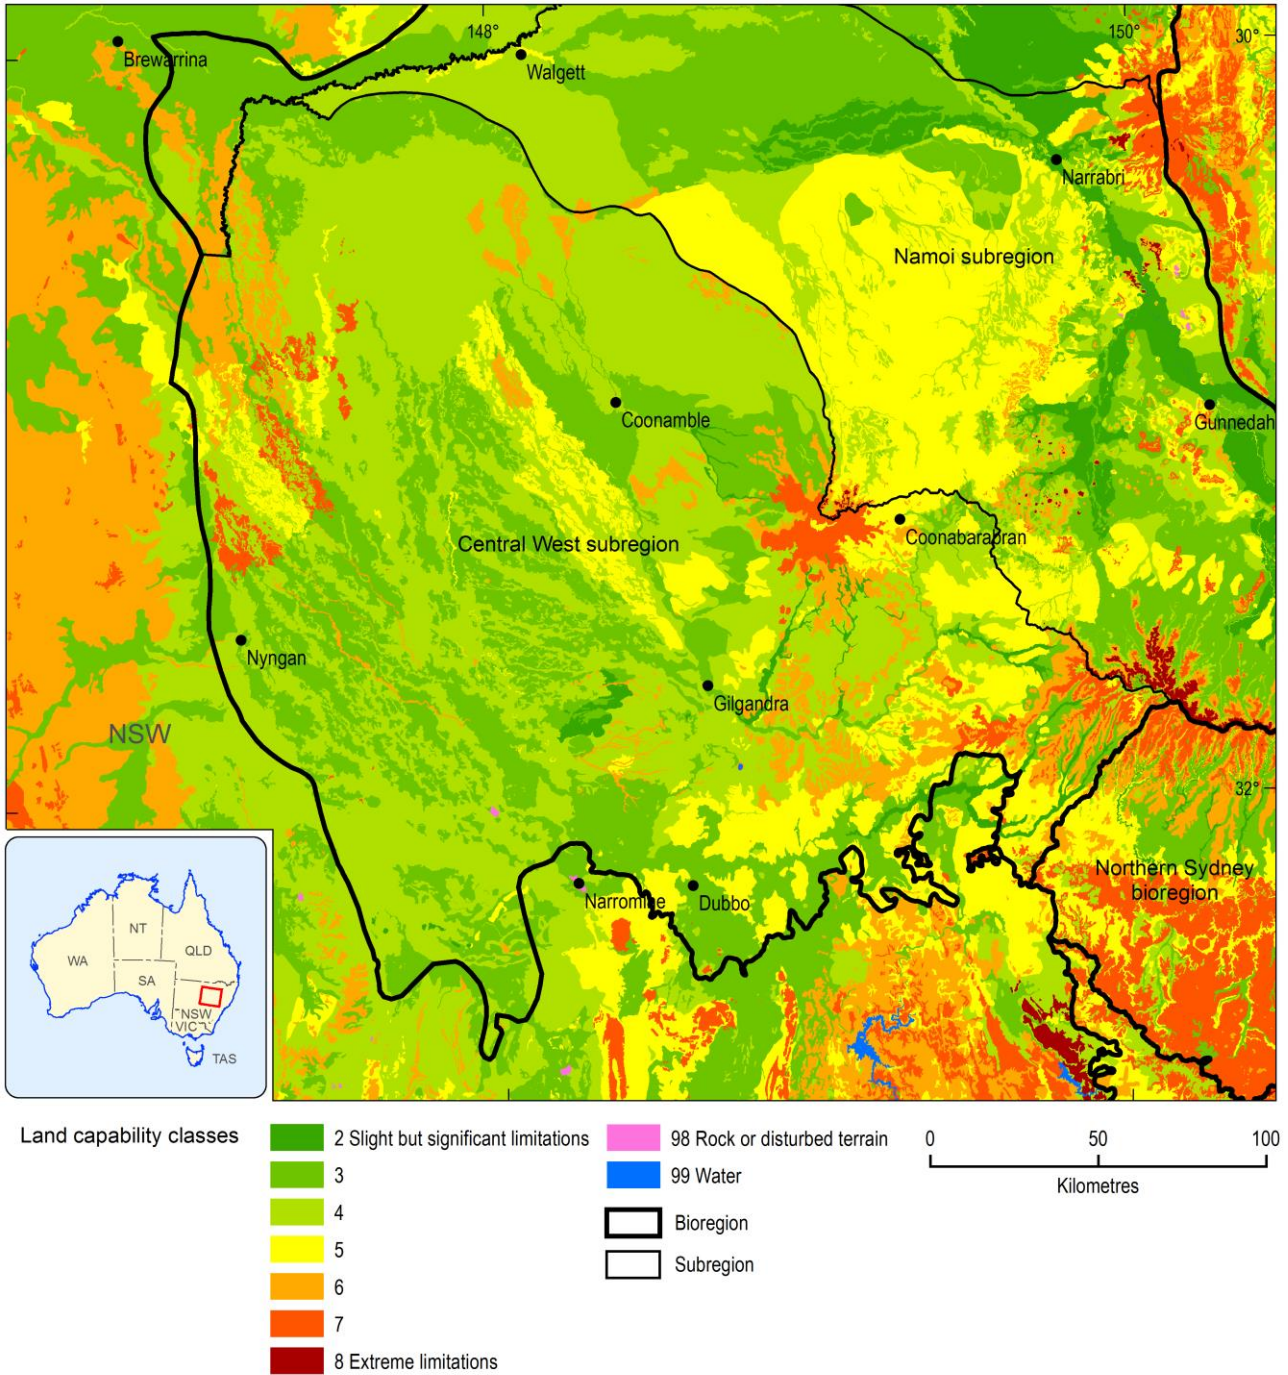 148°
150°
30°
Brewarrina
Walgett
Narrabri
Namoi subregion
Coonamble
Gunnedah
Central West subregion
Coonabarabran
Nyngan
Gilgandra
NSW
32°
Northern Sydney
bioregion
Narromine
Dubbo
NT
QLD
WA
SA
NSW
VIC
TAS
Land capability classes
2 Slight but significant limitations
3
4
5
6
7
8 Extreme limitations
98 Rock or disturbed terrain
99 Water
Bioregion
Subregion
0 50 100
Kilometres